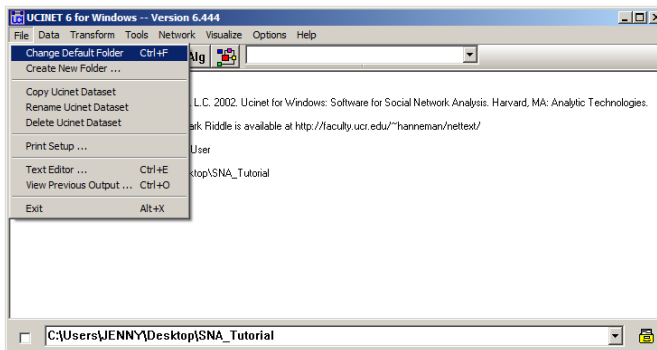 UCINET 6 for Windows -- Version 6.444
File Data Transform Tools Network Visualize Options Help
Change Default Folder Ctrl+F
Alg
Create New Folder ...
Copy Ucinet Dataset
L.C. 2002. Ucinet for Windows: Software for Social Network Analysis. Harvard, MA: Analytic Technologies.
Rename Ucinet Dataset
Delete Ucinet Dataset
ark Riddle is available at http://faculty.ucr.edu/~hanneman/nettext/
Print Setup ...
User
Text Editor ... Ctrl+E
ktop\SNA_Tutorial
View Previous Output ... Ctrl+O
Exit Alt+X
C:\Users\JENNY\Desktop\SNA_Tutorial